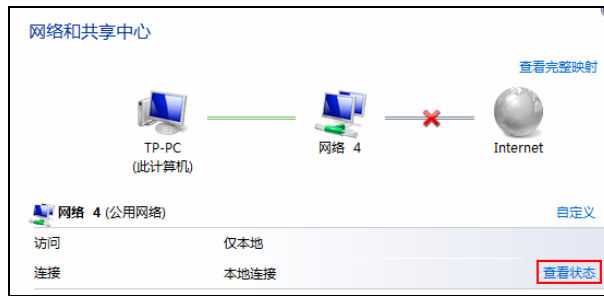 网络和共享中心
查看完整映射
TP-PC
(此计算机)
网络 4
Internet
网络 4 (公用网络)
自定义
访问
仅本地
连接
本地连接
查看状态